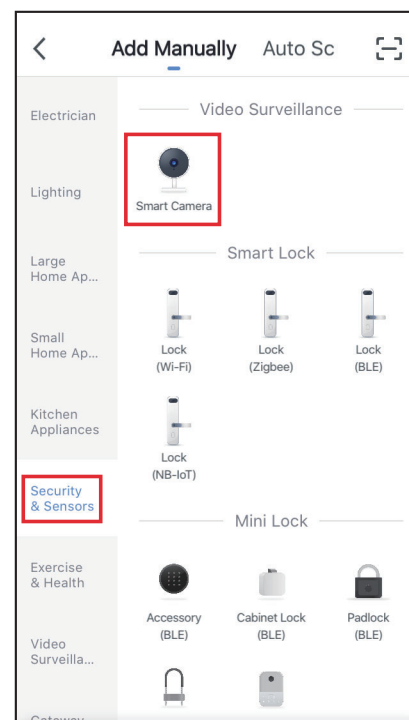 Add Manually Auto Sc
Electrician
Lighting
Large
Home Ap...
Small
Home Ap...
Kitchen
Appliances
Security
& Sensors
Exercise
& Health
Video
Surveilla...
Gateway
Video Surveillance
Smart Camera
Smart Lock
Lock
(Wi-Fi)
Lock
(Zigbee)
Lock
(BLE)
Lock
(NB-IoT)
Mini Lock
Accessory
(BLE)
Cabinet Lock
(BLE)
Padlock
(BLE)